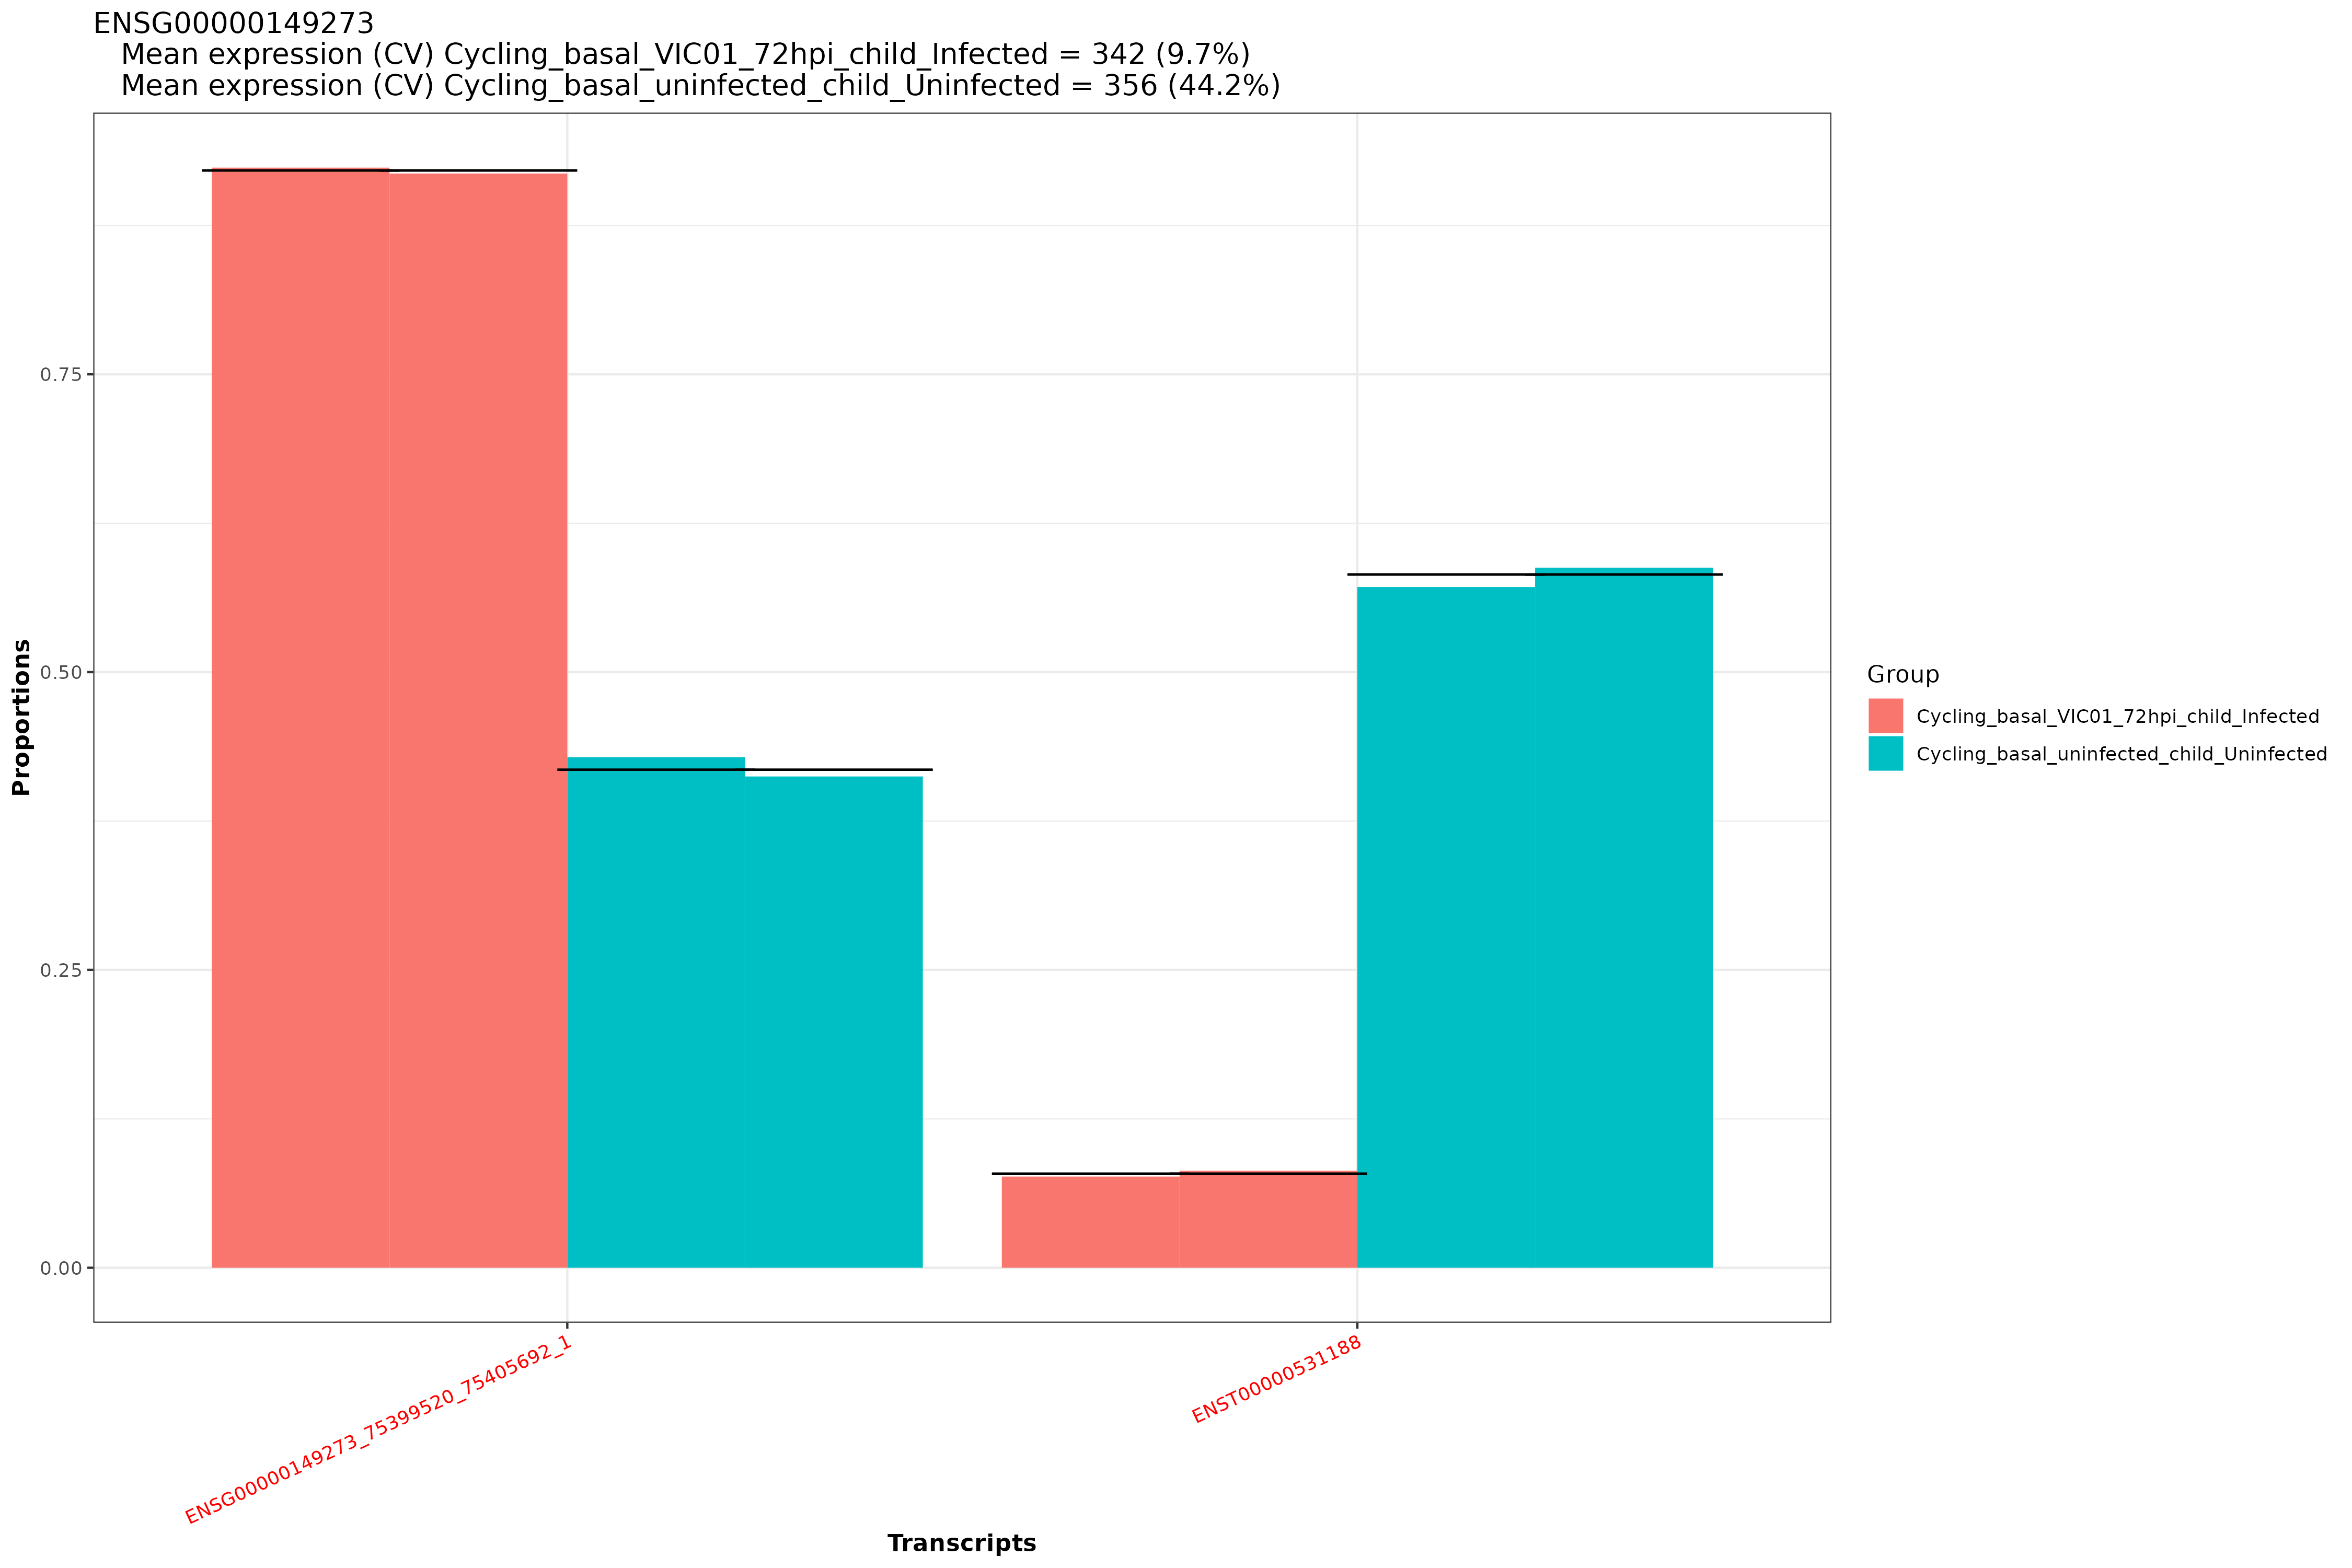 ENSG00000149273
Mean expression (CV) Cycling_basal_VIC01_72hpi_child_Infected = 342 (9.7%)
Mean expression (CV) Cycling_basal_uninfected_child_Uninfected = 356 (44.2%)
Proportions
0.75
0.50
0.25
0.00
ENSG00000149273_75399520_75405692_1
ENST00000531188
Transcripts
Group
Cycling_basal_VIC01_72hpi_child_Infected
Cycling_basal_uninfected_child_Uninfected